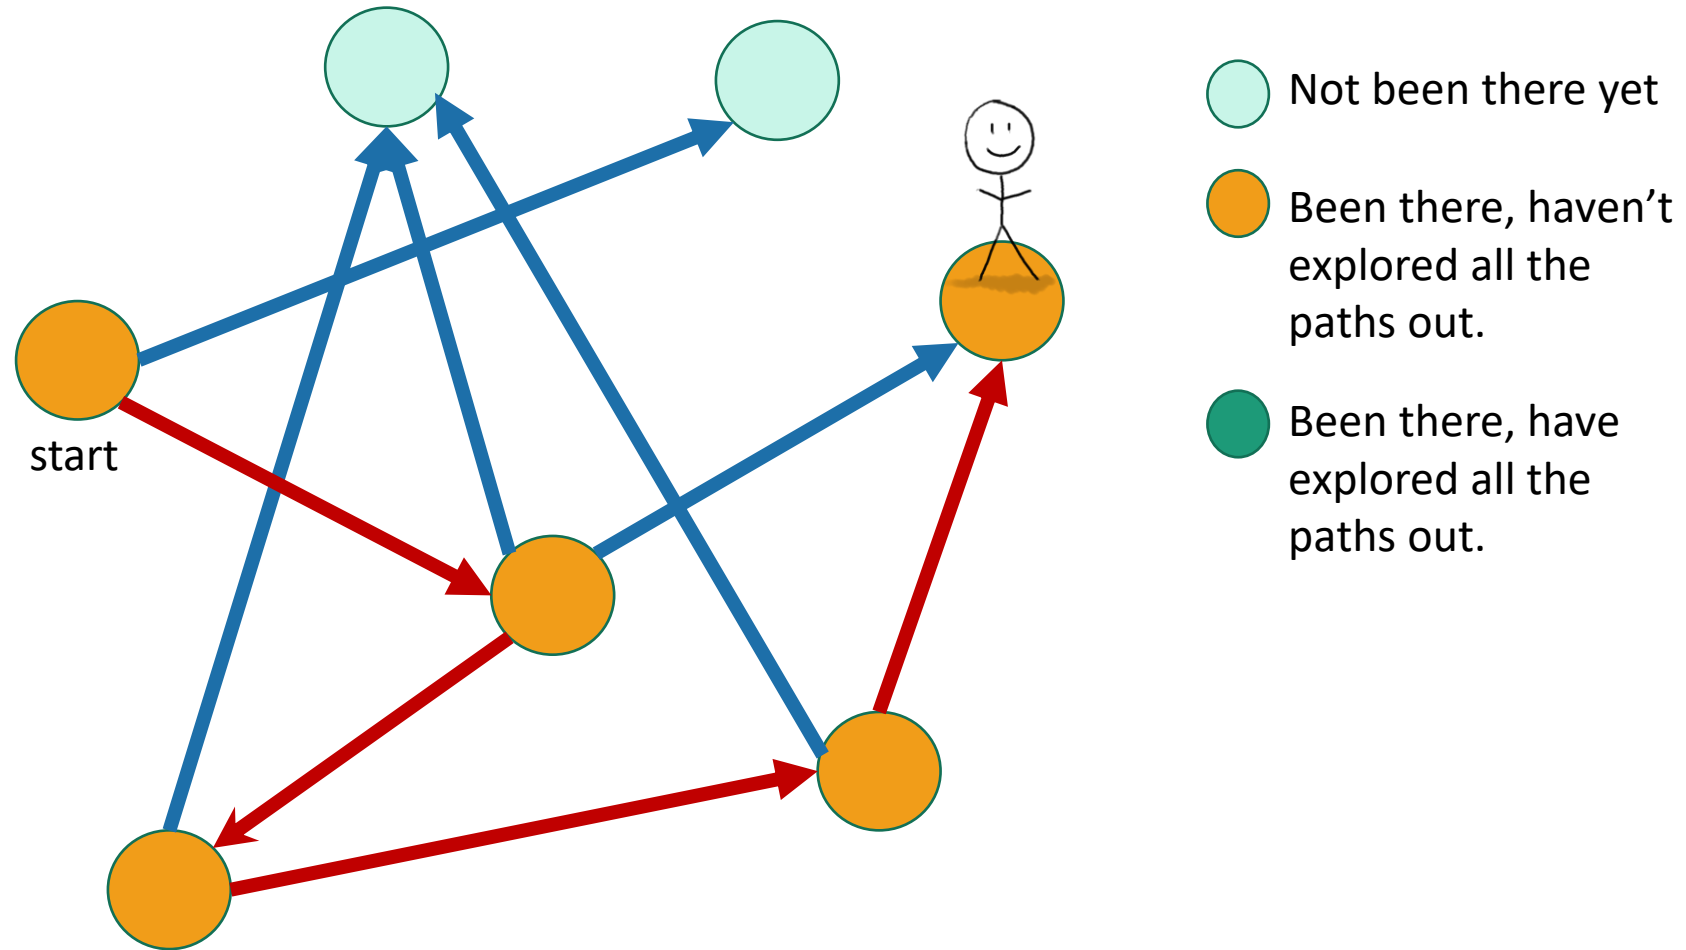 start
Not been there yet
Been there, haven’t
explored all the
paths out.
Been there, have
explored all the
paths out.